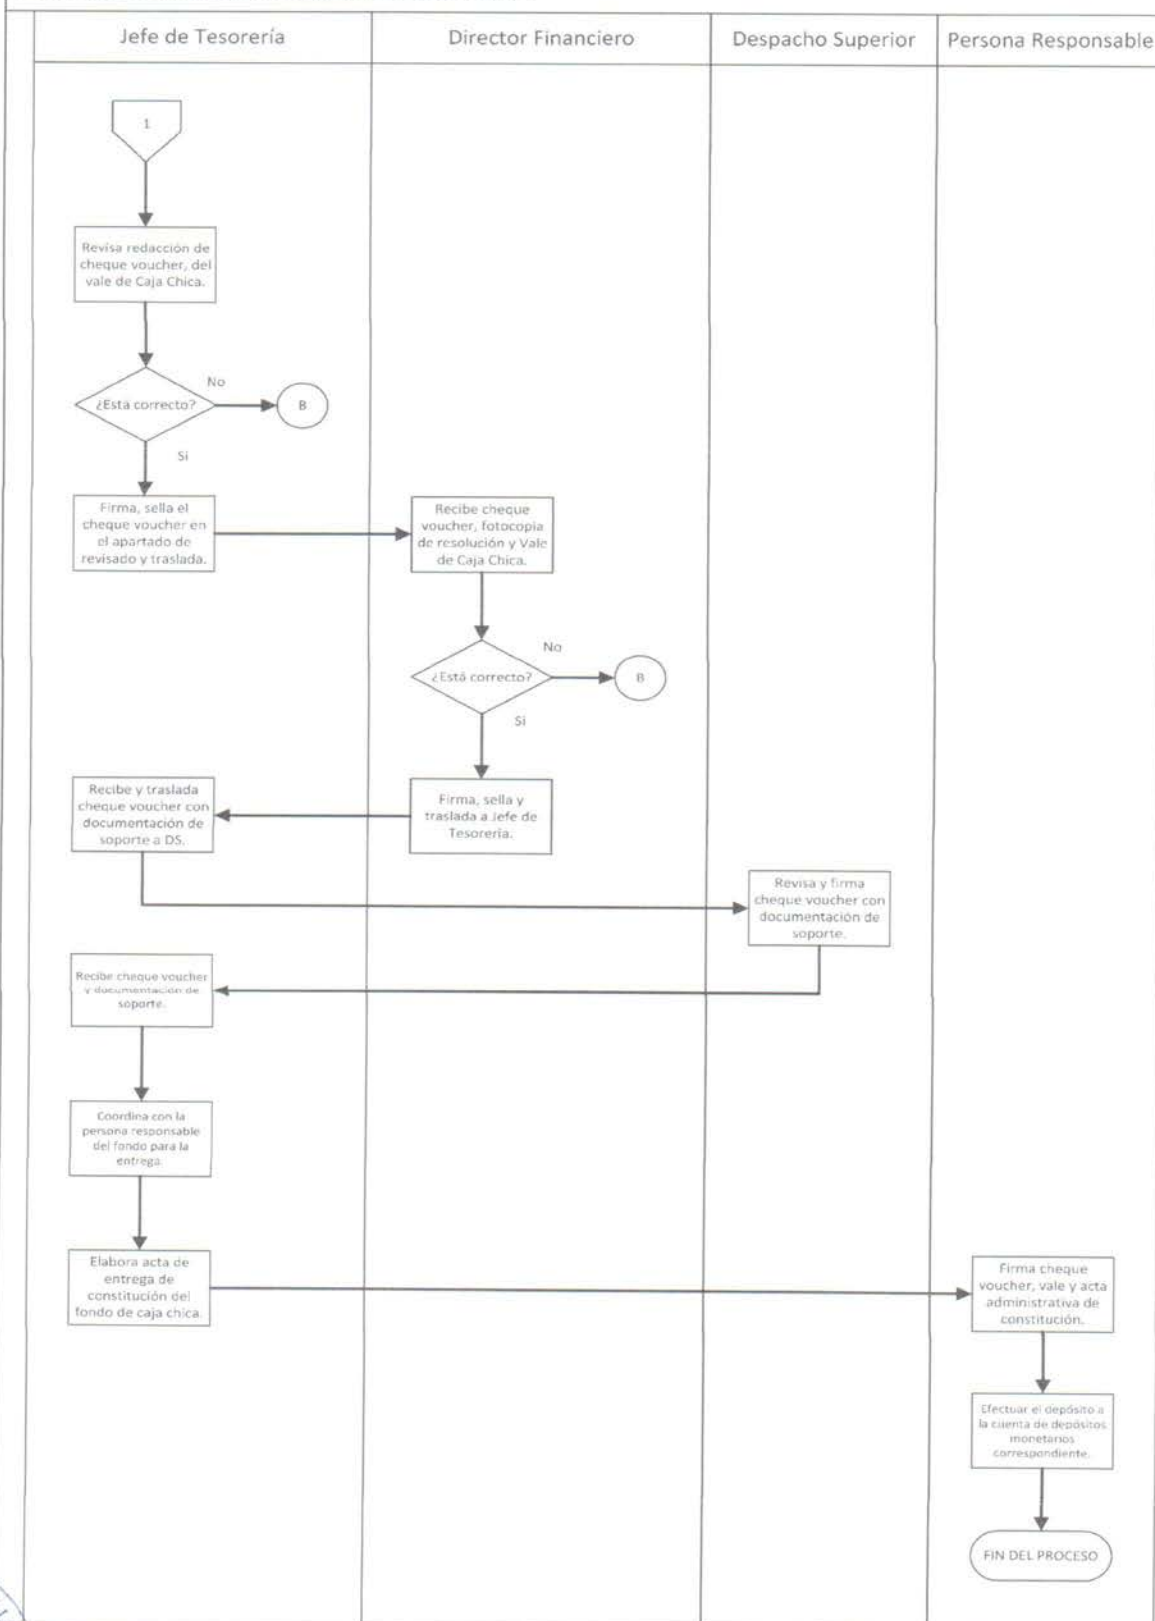 Jefe de Tesorería
Director Financiero
Despacho Superior
Persona Responsable
1
Revisa redacción de
cheque voucher, del
vale de Caja Chica.
¿Está correcto?
No
B
Si
Firma, sella el
cheque voucher en
el apartado de
revisado y traslada.
Recibe cheque
voucher, fotocopia
de resolución y Vale
de Caja Chica.
¿Está correcto?
No
B
Si
Firma, sella y
traslada a Jefe de
Tesorería.
Recibe y traslada
cheque voucher con
documentación de
soporte a DS.
Revisa y firma
cheque voucher con
documentación de
soporte.
Recibe cheque voucher
y documentación de
soporte.
Coordina con la
persona responsable
del fondo para la
entrega.
Elabora acta de
entrega de
constitución del
fondo de caja chica.
Firma cheque
voucher, vale y acta
administrativa de
constitución.
Efectuar el depósito a
la cuenta de depósitos
monetarios
correspondiente.
FIN DEL PROCESO